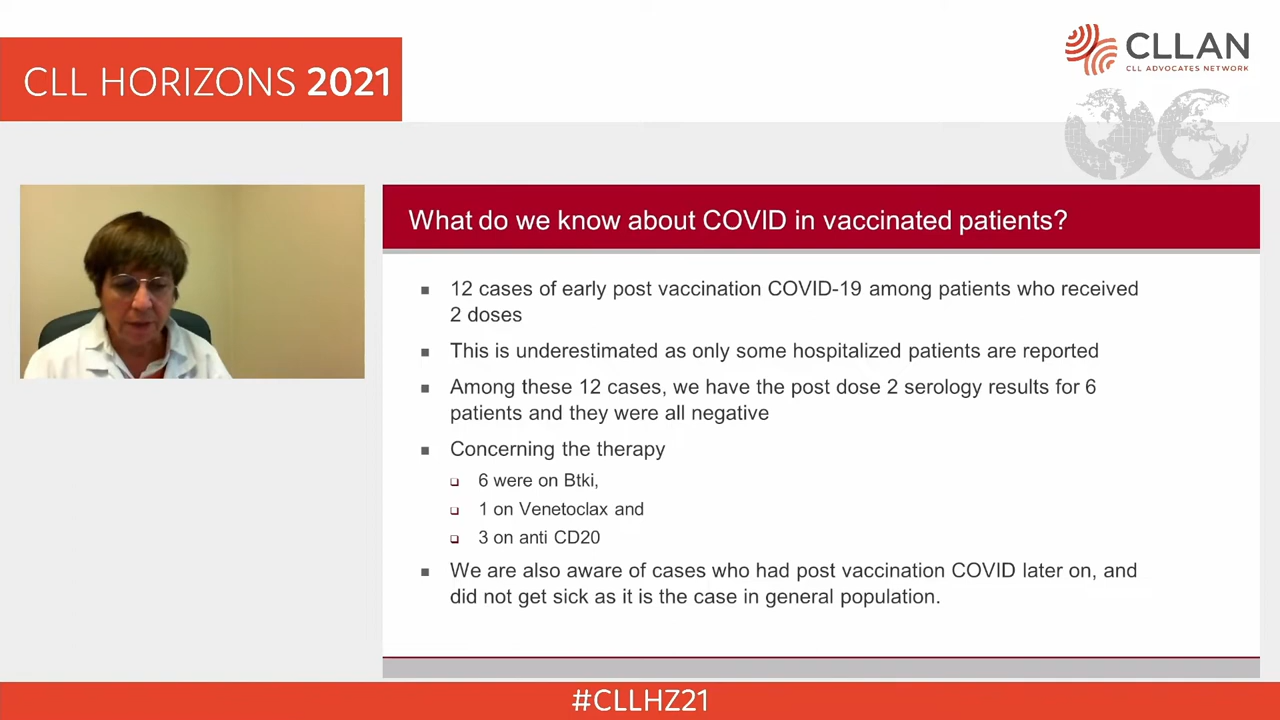 CLL HORIZONS 2021
CLLAN
CLL ADVOCATES NETWORK
What do we know about COVID in vaccinated patients?
12 cases of early post vaccination COVID-19 among patients who received
2 doses
This is underestimated as only some hospitalized patients are reported
Among these 12 cases, we have the post dose 2 serology results for 6
patients and they were all negative
Concerning the therapy
6 were on Btki,
1 on Venetoclax and
3 on anti CD20
We are also aware of cases who had post vaccination COVID later on, and
did not get sick as it is the case in general population.
#CLLHZ21